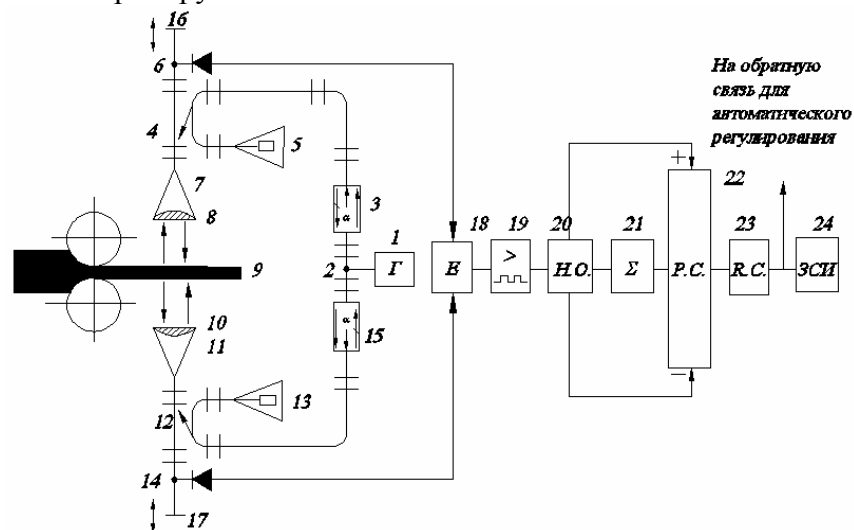 16
6
4
5
7
8
9
10
11
12
13
14
17
3
α
1
2
Г
α
15
18
Е
19
>
20
Н.О.
21
Σ
+
22
Р.С.
−
23
R.C.
24
ЗСИ
На обратную
связь для
автоматического
регулирования